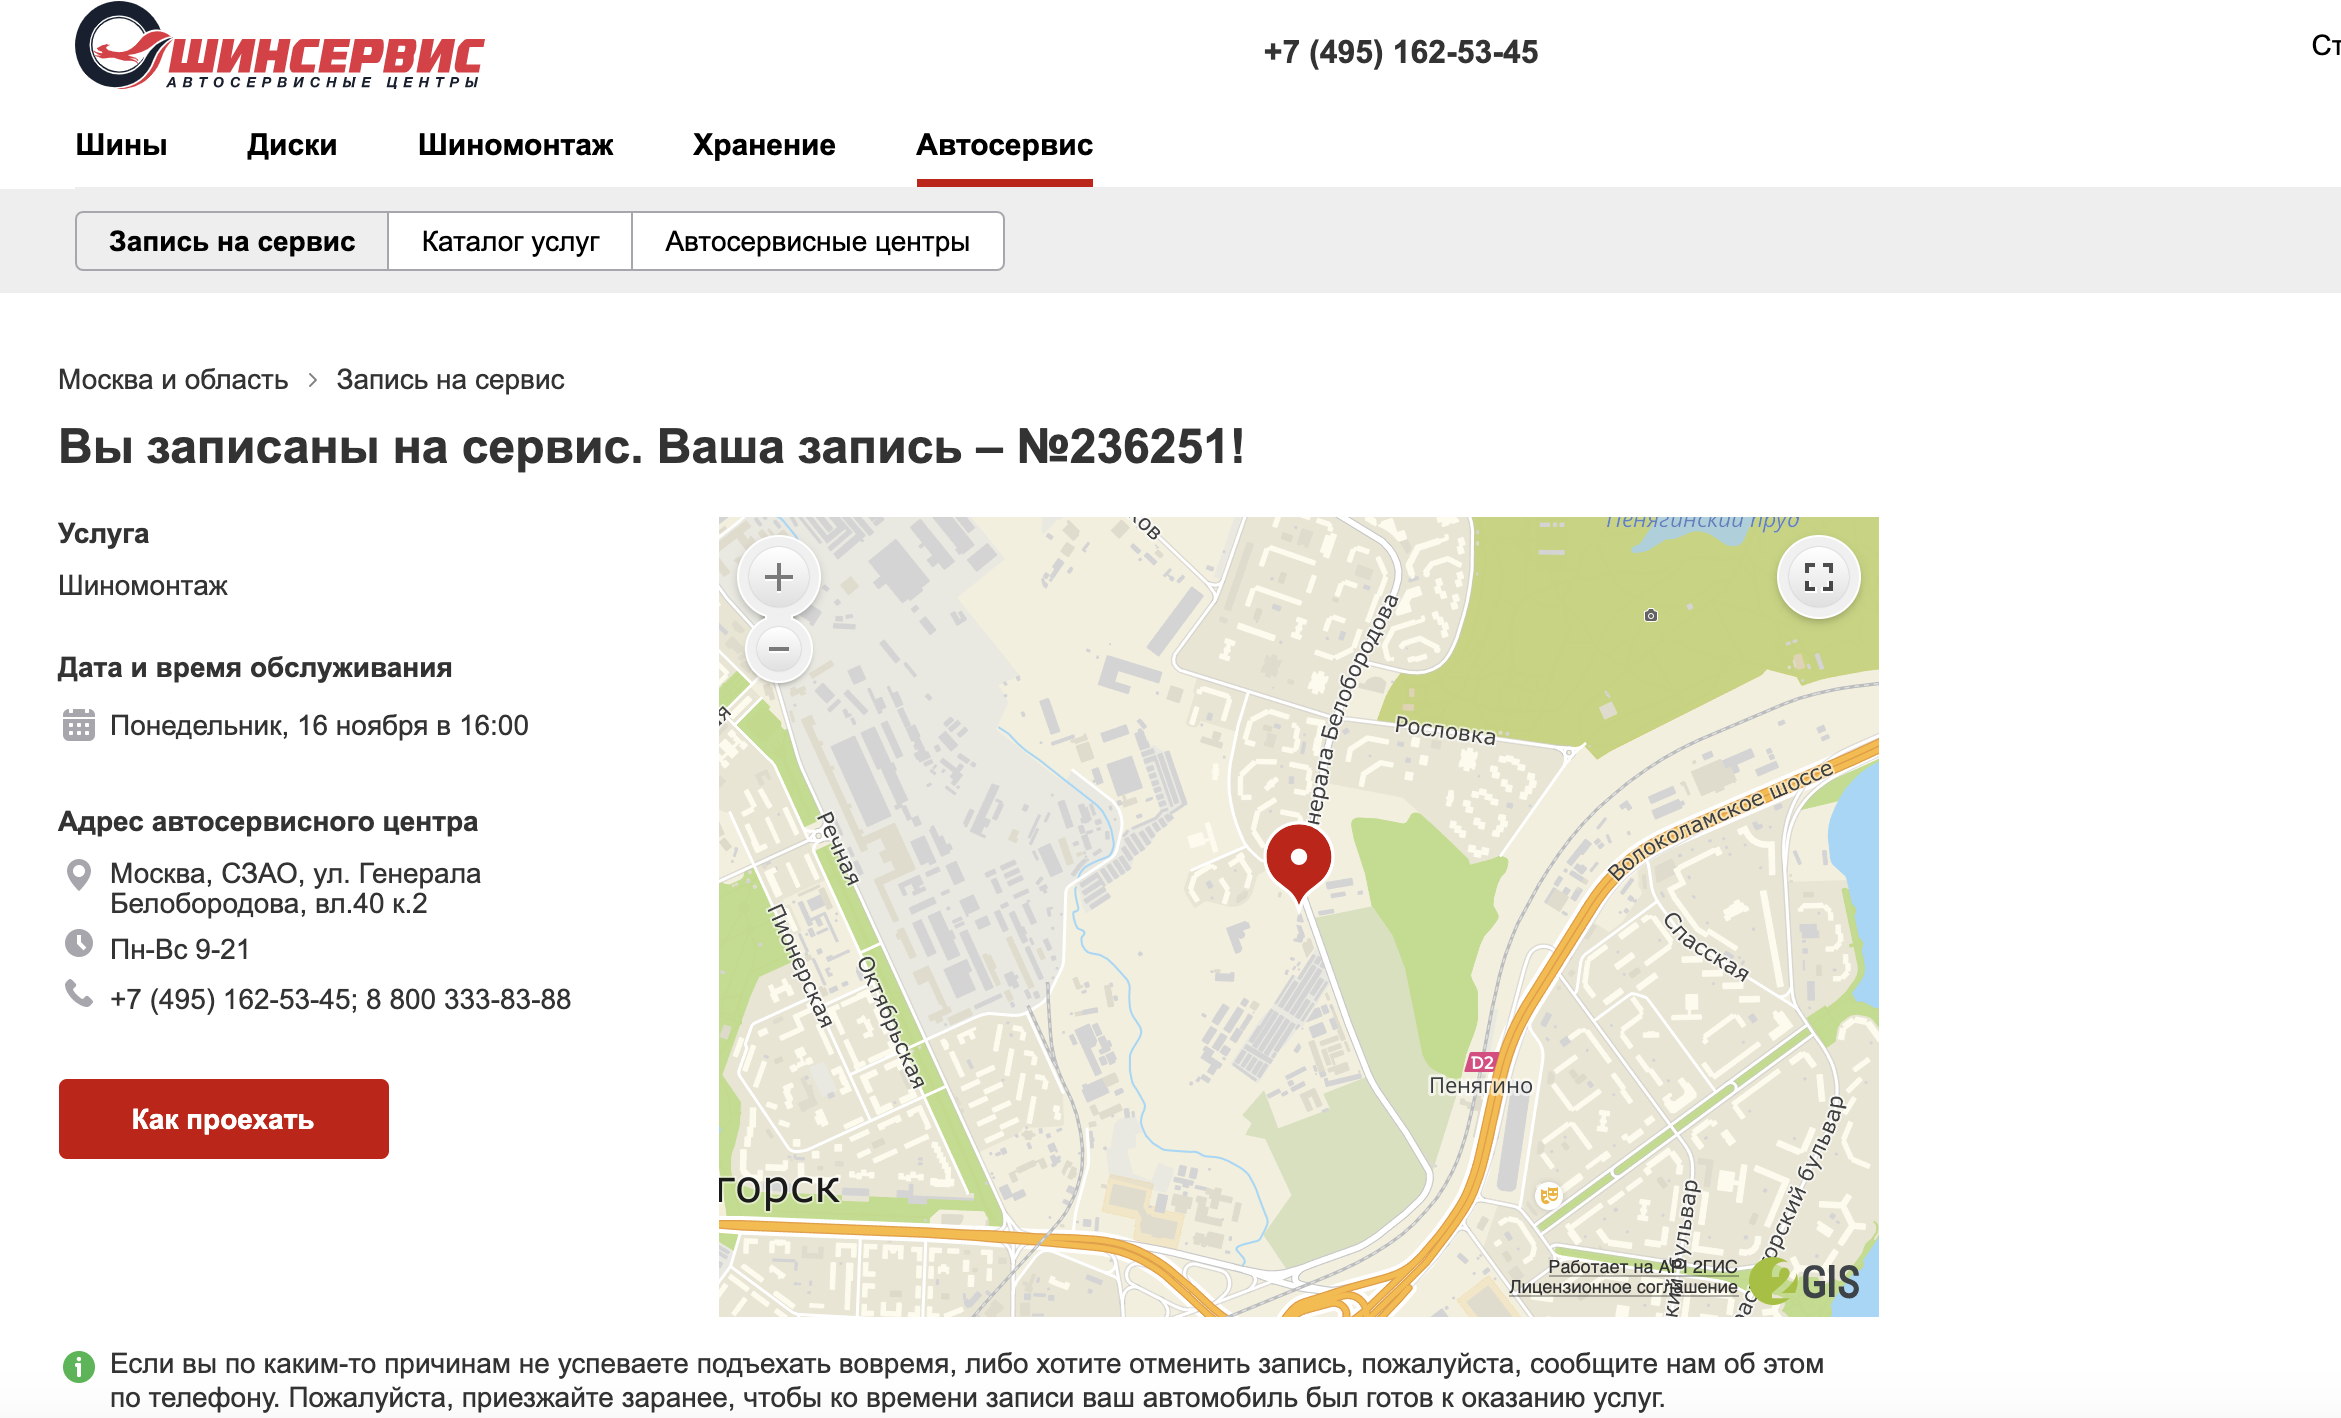 ШИНСЕРВИС
АВТОСЕРВИСНЫЕ ЦЕНТРЫ
+7 (495) 162-53-45
Ст
Шины Диски Шиномонтаж Хранение Автосервис
Запись на сервис Каталог услуг Автосервисные центры
Москва и область > Запись на сервис
Вы записаны на сервис. Ваша запись – №236251!
Услуга
Шиномонтаж
Дата и время обслуживания
Понедельник, 16 ноября в 16:00
Адрес автосервисного центра
Москва, СЗАО, ул. Генерала
Белобородова, вл.40 к.2
Пн-Вс 9-21
+7 (495) 162-53-45; 8 800 333-83-88
Как проехать
ков
Пенягинский пруд
нерала Белобородова
Рословка
Волоколамское шоссе
Речная
Пионерская
Октябрьская
Спасская
D2
Пенягино
горск
кий бульвар
орский бульвар
Работает на API 2ГИС
Лицензионное соглашение
2GIS
Если вы по каким-то причинам не успеваете подъехать вовремя, либо хотите отменить запись, пожалуйста, сообщите нам об этом
по телефону. Пожалуйста, приезжайте заранее, чтобы ко времени записи ваш автомобиль был готов к оказанию услуг.